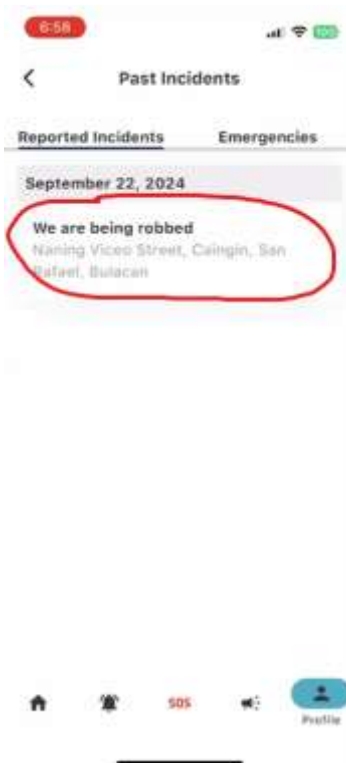 6:58
Past Incidents
Reported Incidents Emergencies
September 22, 2024
We are being robbed
Naning Viceo Street, Caingin, San
Rafael, Bulacan
SOS
Profile